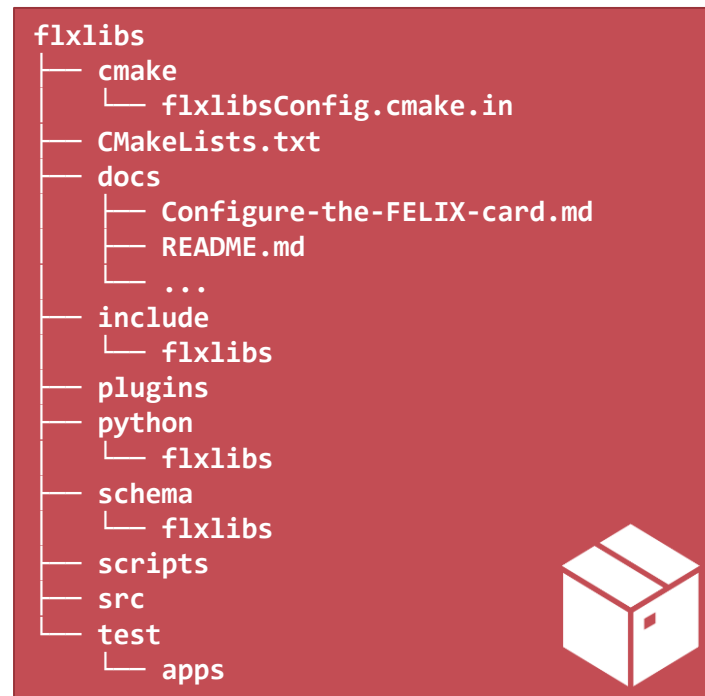 flxlibs
├── cmake
│   └── flxlibsConfig.cmake.in
├── CMakeLists.txt
├── docs
│   ├── Configure-the-FELIX-card.md
│   ├── README.md
│   └── ...
├── include
│   └── flxlibs
├── plugins
├── python
│   └── flxlibs
├── schema
│   └── flxlibs
├── scripts
├── src
└── test
    └── apps